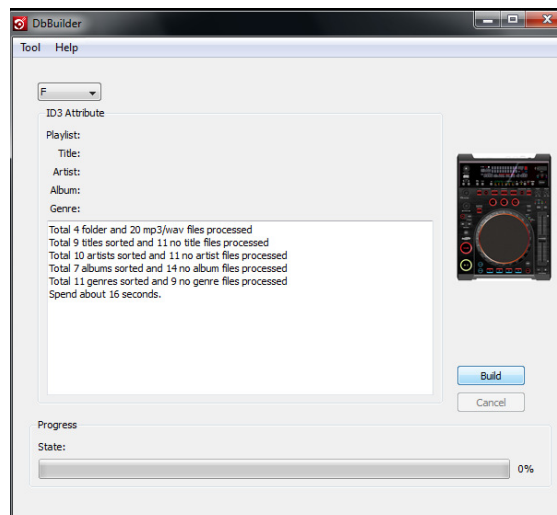 DbBuilder
Tool Help
F
ID3 Attribute
Playlist:
Title:
Artist:
Album:
Genre:
Total 4 folder and 20 mp3/wav files processed
Total 9 titles sorted and 11 no title files processed
Total 10 artists sorted and 11 no artist files processed
Total 7 albums sorted and 14 no album files processed
Total 11 genres sorted and 9 no genre files processed
Spend about 16 seconds.
Build
Cancel
Progress
State:
0%